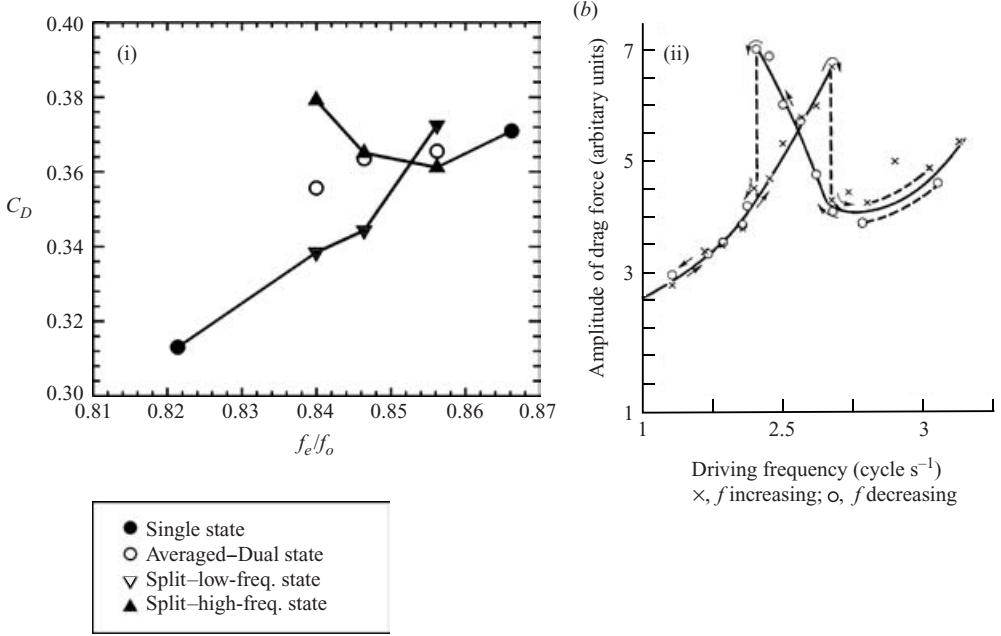 (i)
0.40
0.38
0.36
0.34
0.32
0.30
C_D
0.81 0.82 0.83 0.84 0.85 0.86 0.87
f_e/f_o
Single state
Averaged–Dual state
Split–low-freq. state
Split–high-freq. state
(b)
(ii)
Amplitude of drag force (arbitary units)
7
5
3
1
1 2.5 3
Driving frequency (cycle s⁻¹)
×, f increasing; o, f decreasing